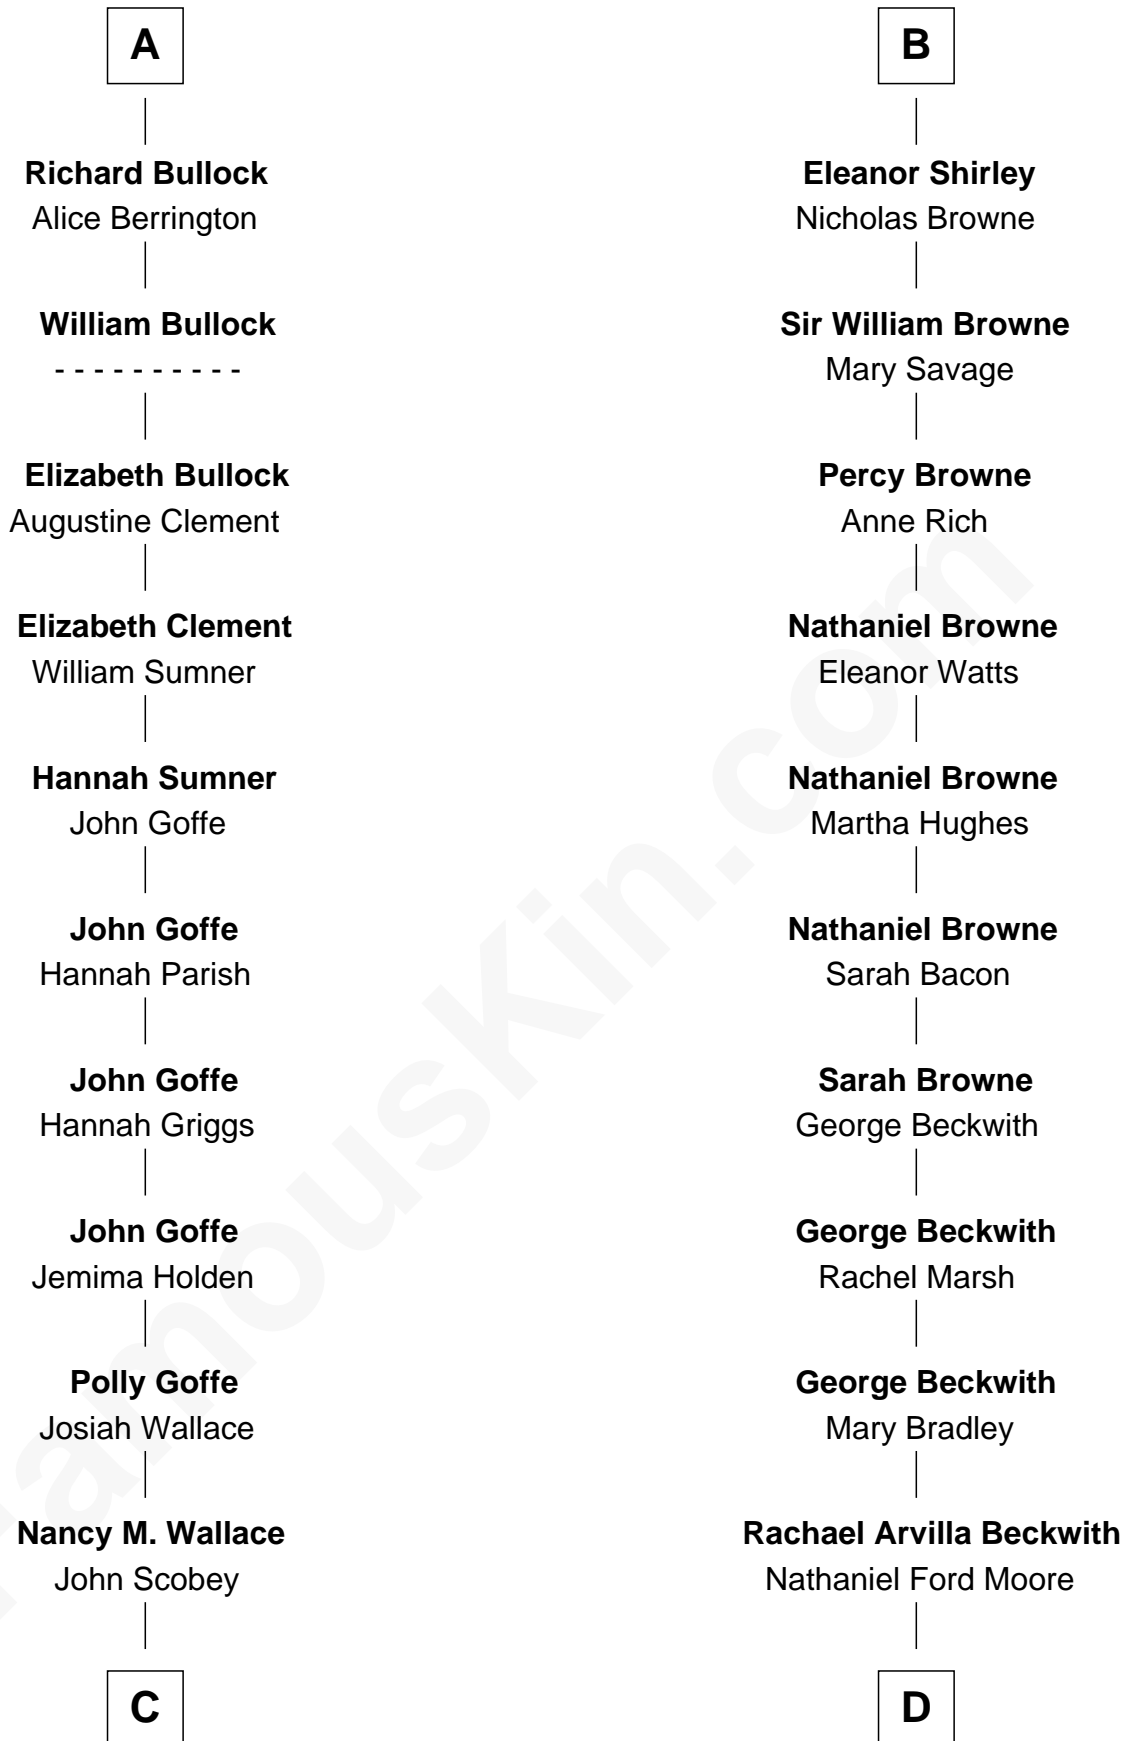 A
Richard Bullock
Alice Berrington
William Bullock
- - - - - - - - - -
Elizabeth Bullock
Augustine Clement
Elizabeth Clement
William Sumner
Hannah Sumner
John Goffe
John Goffe
Hannah Parish
John Goffe
Hannah Griggs
John Goffe
Jemima Holden
Polly Goffe
Josiah Wallace
Nancy M. Wallace
John Scobey
C
B
Eleanor Shirley
Nicholas Browne
Sir William Browne
Mary Savage
Percy Browne
Anne Rich
Nathaniel Browne
Eleanor Watts
Nathaniel Browne
Martha Hughes
Nathaniel Browne
Sarah Bacon
Sarah Browne
George Beckwith
George Beckwith
Rachel Marsh
George Beckwith
Mary Bradley
Rachael Arvilla Beckwith
Nathaniel Ford Moore
D
FamousKin.com